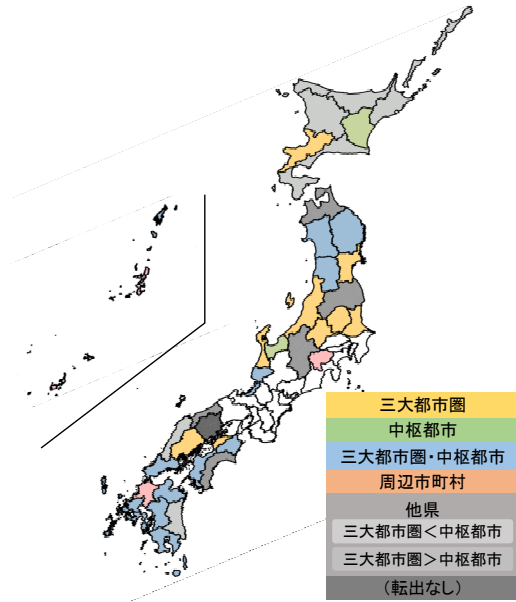 三大都市圏
中枢都市
三大都市圏・中枢都市
周辺市町村
他県
三大都市圏＜中枢都市
三大都市圏＞中枢都市
（転出なし）